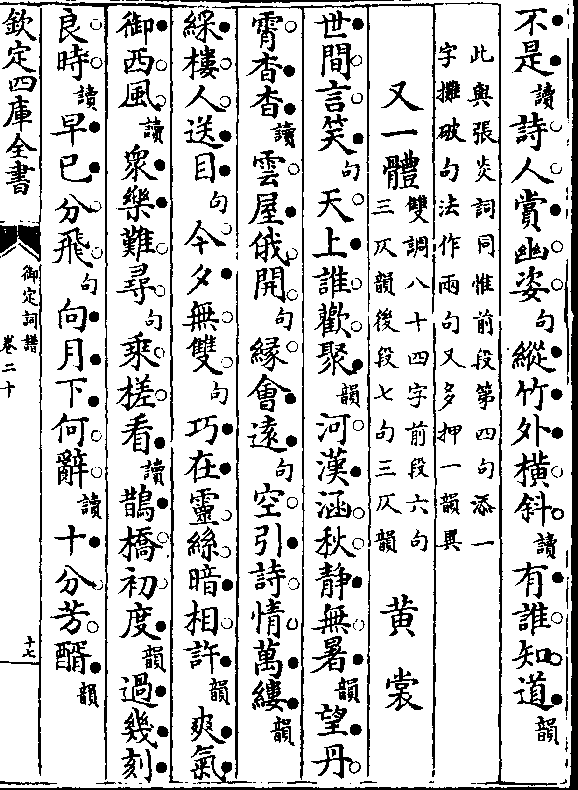 不是讀詩人賞幽姿句縱竹外橫斜讀有誰知道韻
此與張炎詞同惟前段第四句添一
字攤破句法作兩句又多押一韻異
又一體雙調八十四字前段六句
三仄韻後段七句三仄韻
黃裳
世間言笑句天上誰歡聚韻河漢涵秋靜無暑韻望丹
霄杳杳讀雲屋俄開句緣會遠句空引詩情萬縷韻
綵樓人送目句今夕無雙句巧在靈絲暗相許韻爽氣
御西風讀衆樂難尋句乘槎看讀鵲橋初度韻過幾刻
良時讀早已分飛句向月下何辭讀十分芳醑韻
欽定四庫全書
御定詞譜
卷二十
十七